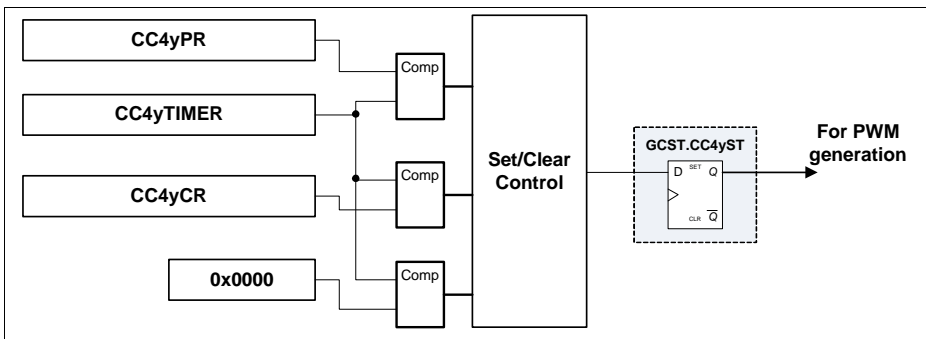 CC4yPR
CC4yTIMER
CC4yCR
0x0000
Comp
Comp
Comp
Set/Clear
Control
GCST.CC4yST
D SET Q
CLR Q
For PWM
generation